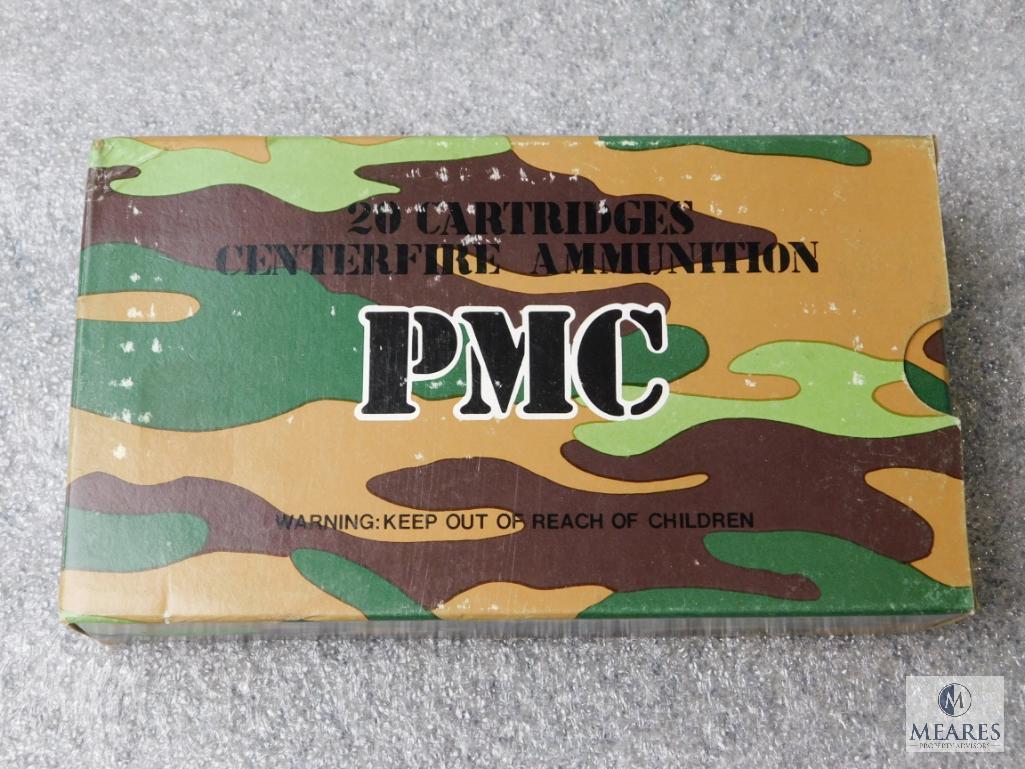 20 CARTRIDGES
CENTERFIRE AMMUNITION
PMC
WARNING:KEEP OUT OF REACH OF CHILDREN
M
MEARES
PROPERTY ADVISORS